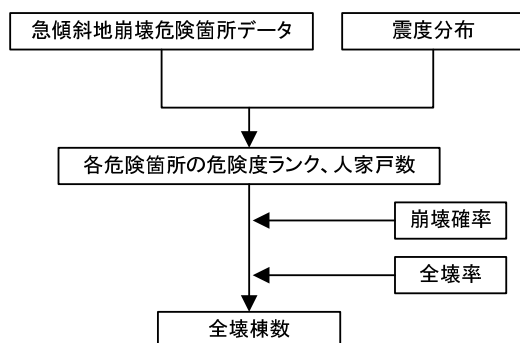 急傾斜地崩壊危険箇所データ
震度分布
各危険箇所の危険度ランク、人家戸数
崩壊確率
全壊率
全壊棟数